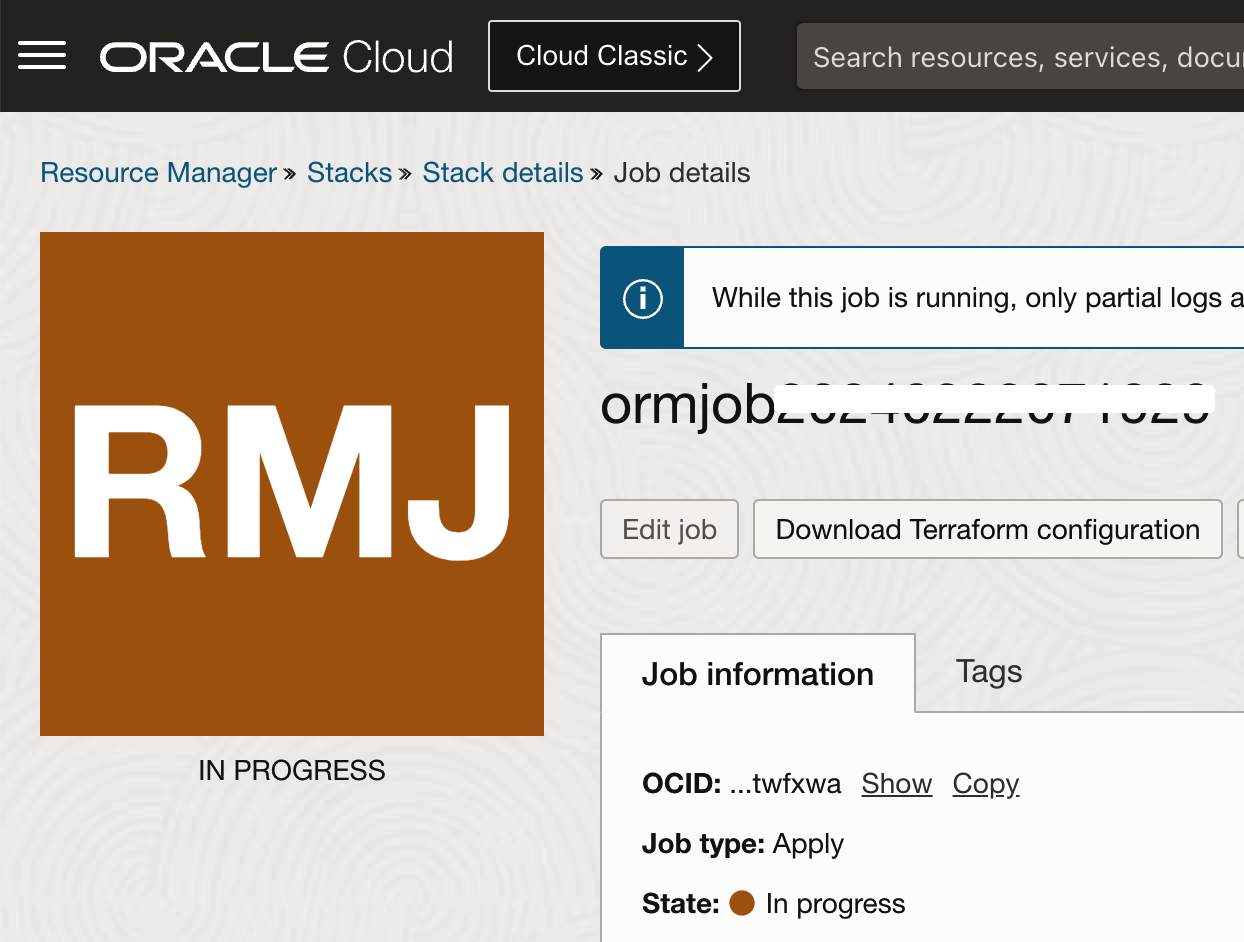 ORACLE Cloud
Cloud Classic
Search resources, services, docu
Resource Manager » Stacks » Stack details » Job details
While this job is running, only partial logs a
ormjob
RMJ
Edit job
Download Terraform configuration
IN PROGRESS
Job information
Tags
OCID: ...twfxwa Show Copy
Job type: Apply
State: In progress